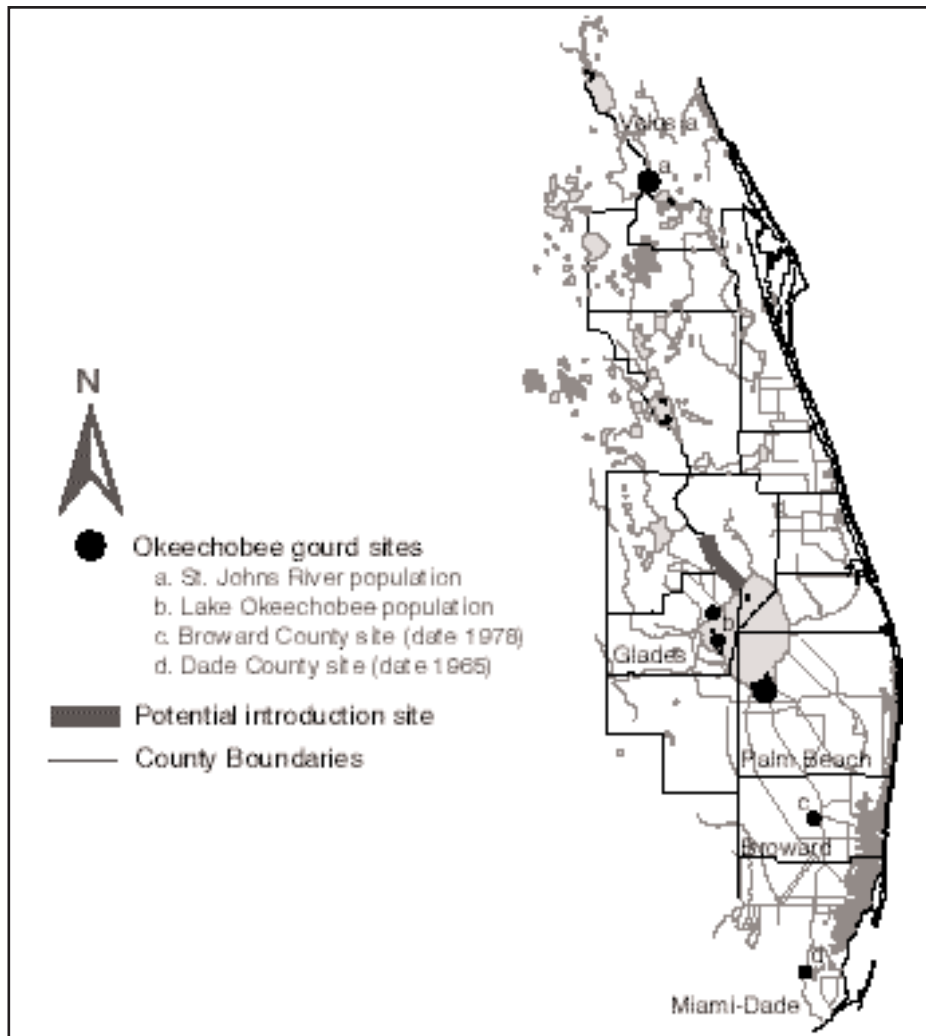 Volusia
a
N
Okeechobee gourd sites
a. St. Johns River population
b. Lake Okeechobee population
c. Broward County site (date 1978)
d. Dade County site (date 1965)
Potential introduction site
County Boundaries
b
Glades
Palm Beach
c
Broward
d
Miami-Dade